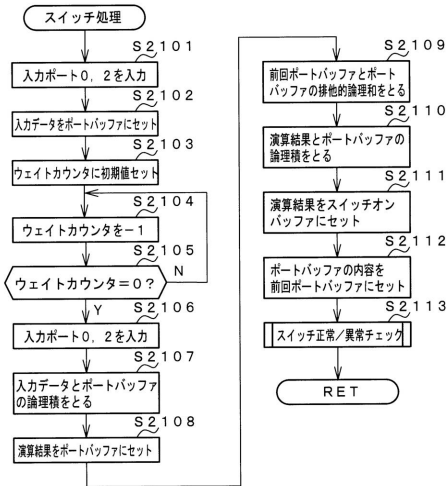 スイッチ処理
S2101
入力ポート0，2を入力
S2102
入力データをポートバッファにセット
S2103
ウェイトカウンタに初期値セット
S2104
ウェイトカウンタを−1
S2105
ウェイトカウンタ＝0？
N
Y
S2106
入力ポート0，2を入力
S2107
入力データとポートバッファ
の論理積をとる
S2108
演算結果をポートバッファにセット
S2109
前回ポートバッファとポート
バッファの排他的論理和をとる
S2110
演算結果とポートバッファの
論理積をとる
S2111
演算結果をスイッチオン
バッファにセット
S2112
ポートバッファの内容を
前回ポートバッファにセット
S2113
スイッチ正常／異常チェック
RET